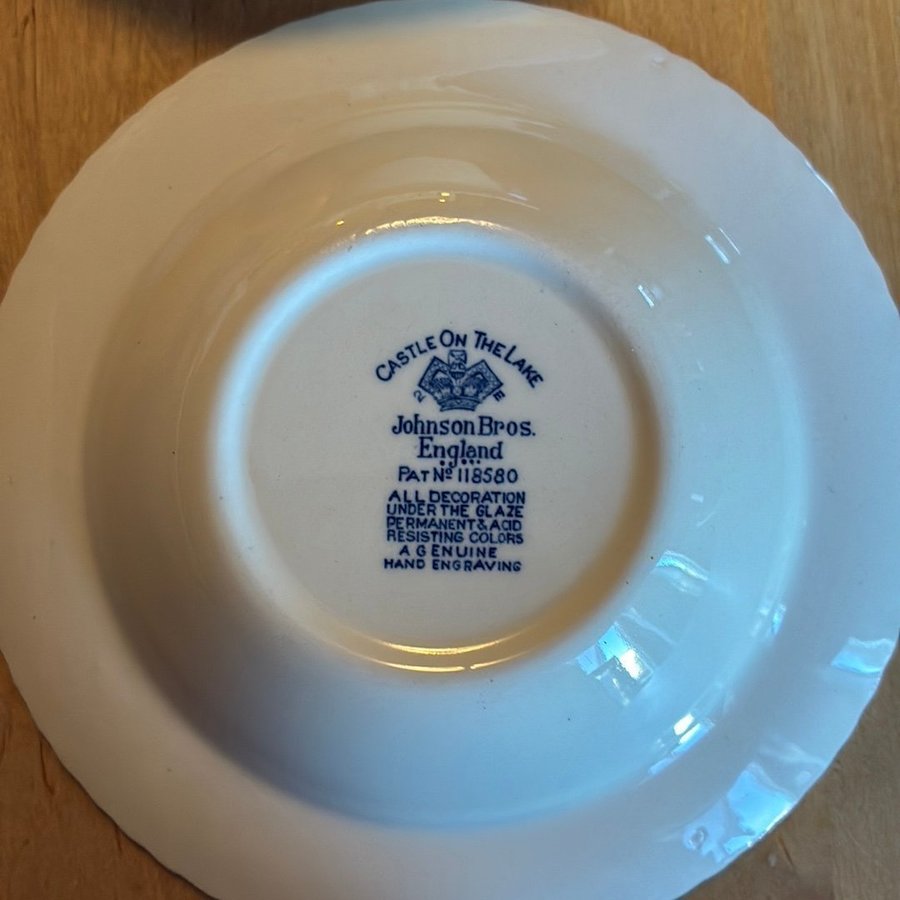 CASTLE ON THE LAKE
2 E
Johnson Bros.
England
PAT Nº 118580
ALL DECORATION
UNDER THE GLAZE
PERMANENT & ACID
RESISTING COLORS
A GENUINE
HAND ENGRAVING